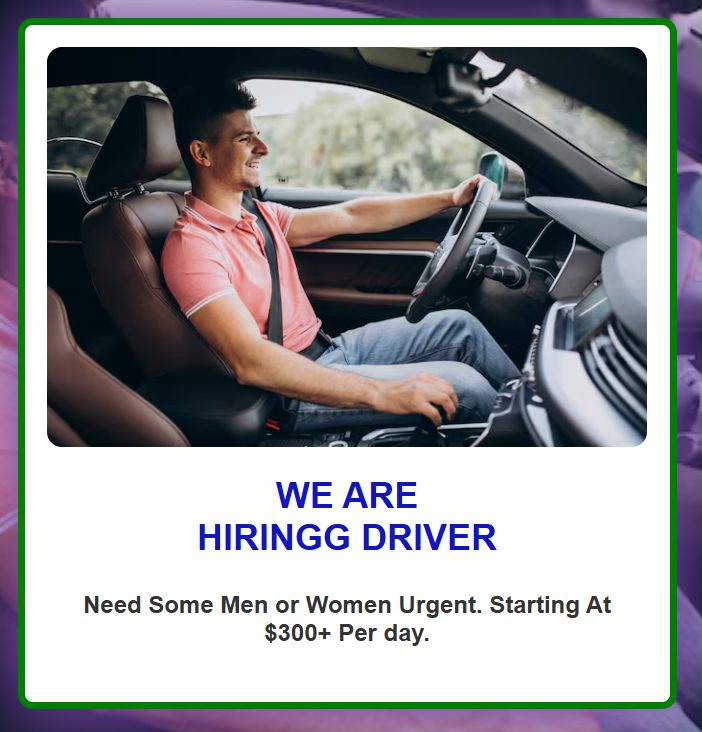 WE ARE
HIRINGG DRIVER
Need Some Men or Women Urgent. Starting At
$300+ Per day.